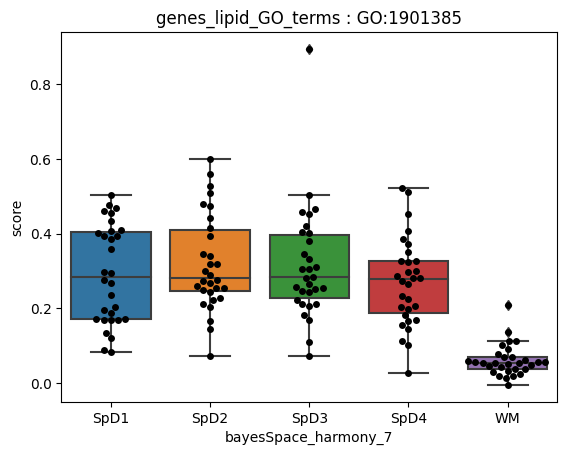 genes_lipid_GO_terms : GO:1901385
0.8
0.6
0.4
0.2
0.0
score
SpD1 SpD2 SpD3 SpD4 WM
bayesSpace_harmony_7